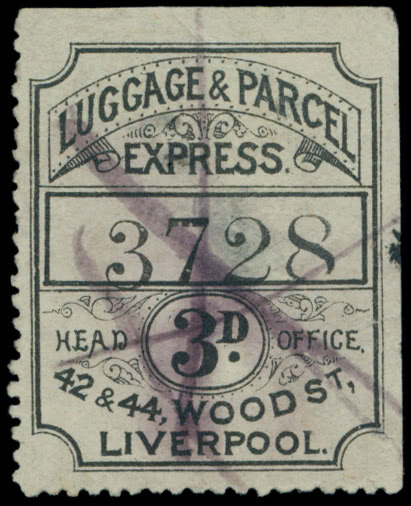 LUGGAGE & PARCEL
EXPRESS.
3728
HEAD 3D. OFFICE,
42 & 44, WOOD ST,
LIVERPOOL.